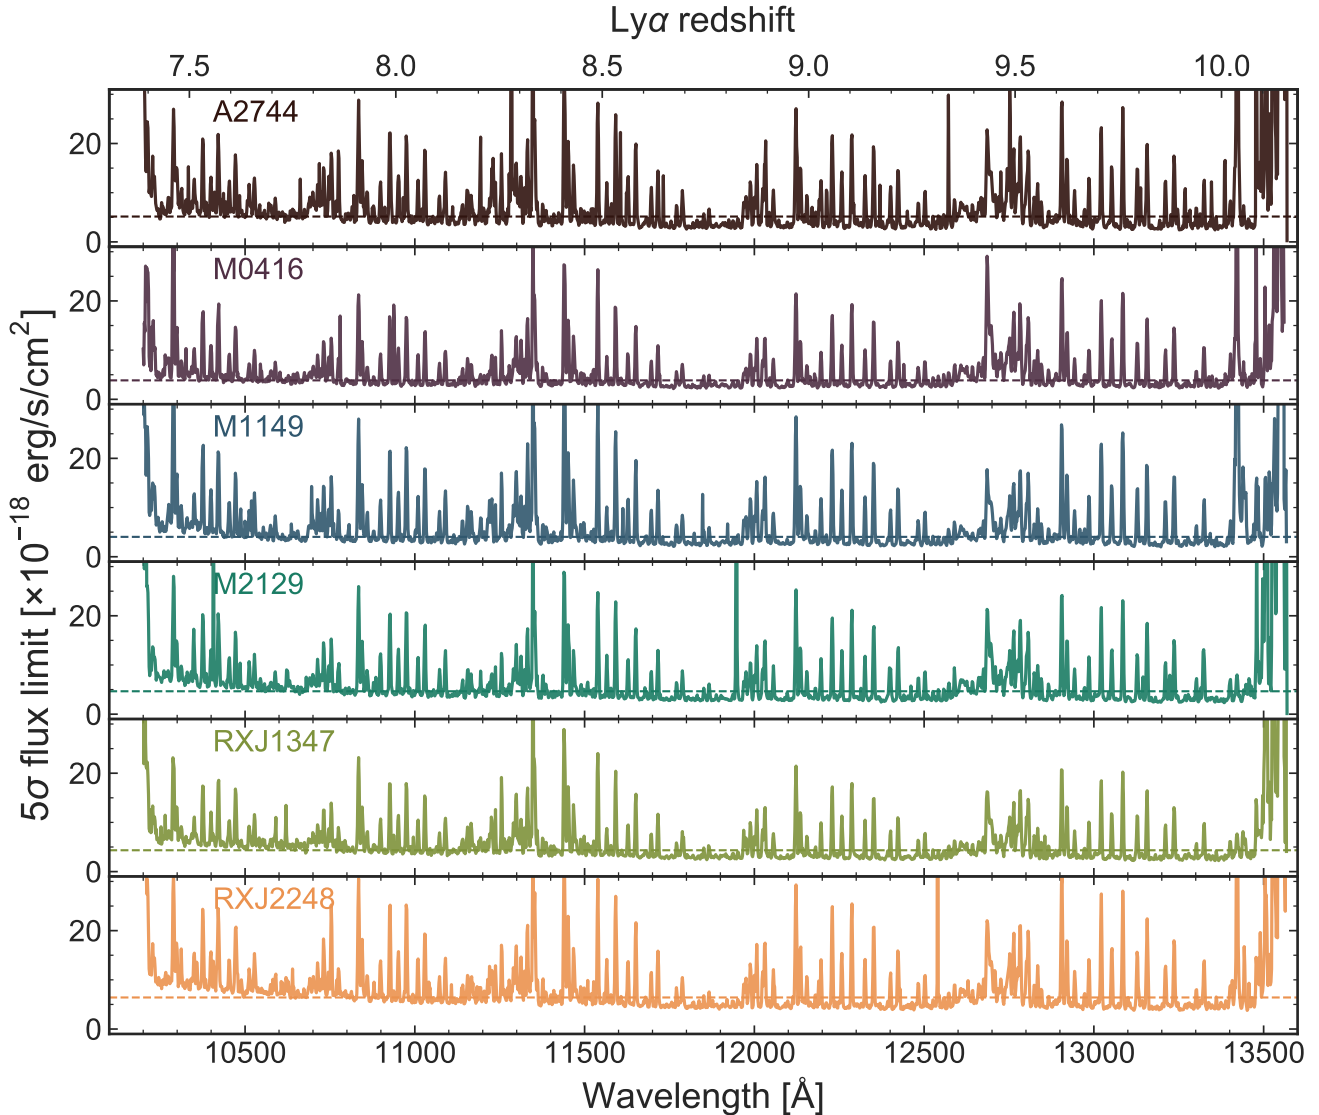 Lyα redshift
7.5 8.0 8.5 9.0 9.5 10.0
A2744
20
0
M0416
20
0
M1149
20
0
M2129
20
0
RXJ1347
20
0
RXJ2248
20
0
5σ flux limit [×10⁻¹⁸ erg/s/cm²]
10500 11000 11500 12000 12500 13000 13500
Wavelength [Å]